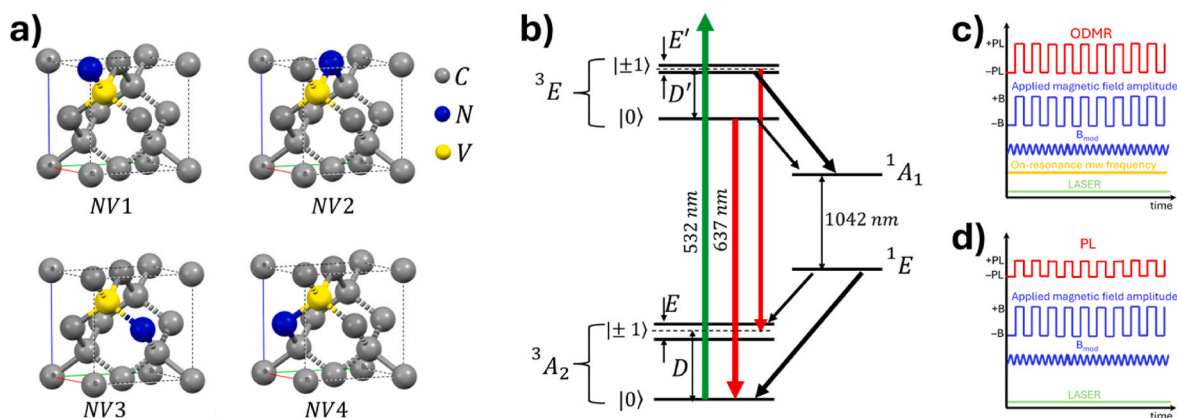 a)
C
N
V
NV1
NV2
NV3
NV4
b)
E′
|±1⟩
³E
D′
|0⟩
¹A₁
532 nm
637 nm
1042 nm
¹E
E
|± 1⟩
³A₂
D
|0⟩
c)
ODMR
+PL
−PL
Applied magnetic field amplitude
+B
−B
Bmod
On-resonance mw frequency
LASER
time
d)
PL
+PL
−PL
Applied magnetic field amplitude
+B
−B
Bmod
LASER
time